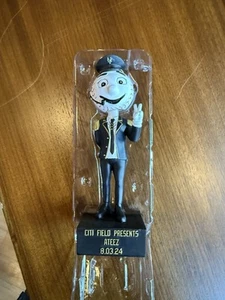 CITI FIELD PRESENTS
ATEEZ
8.03.24